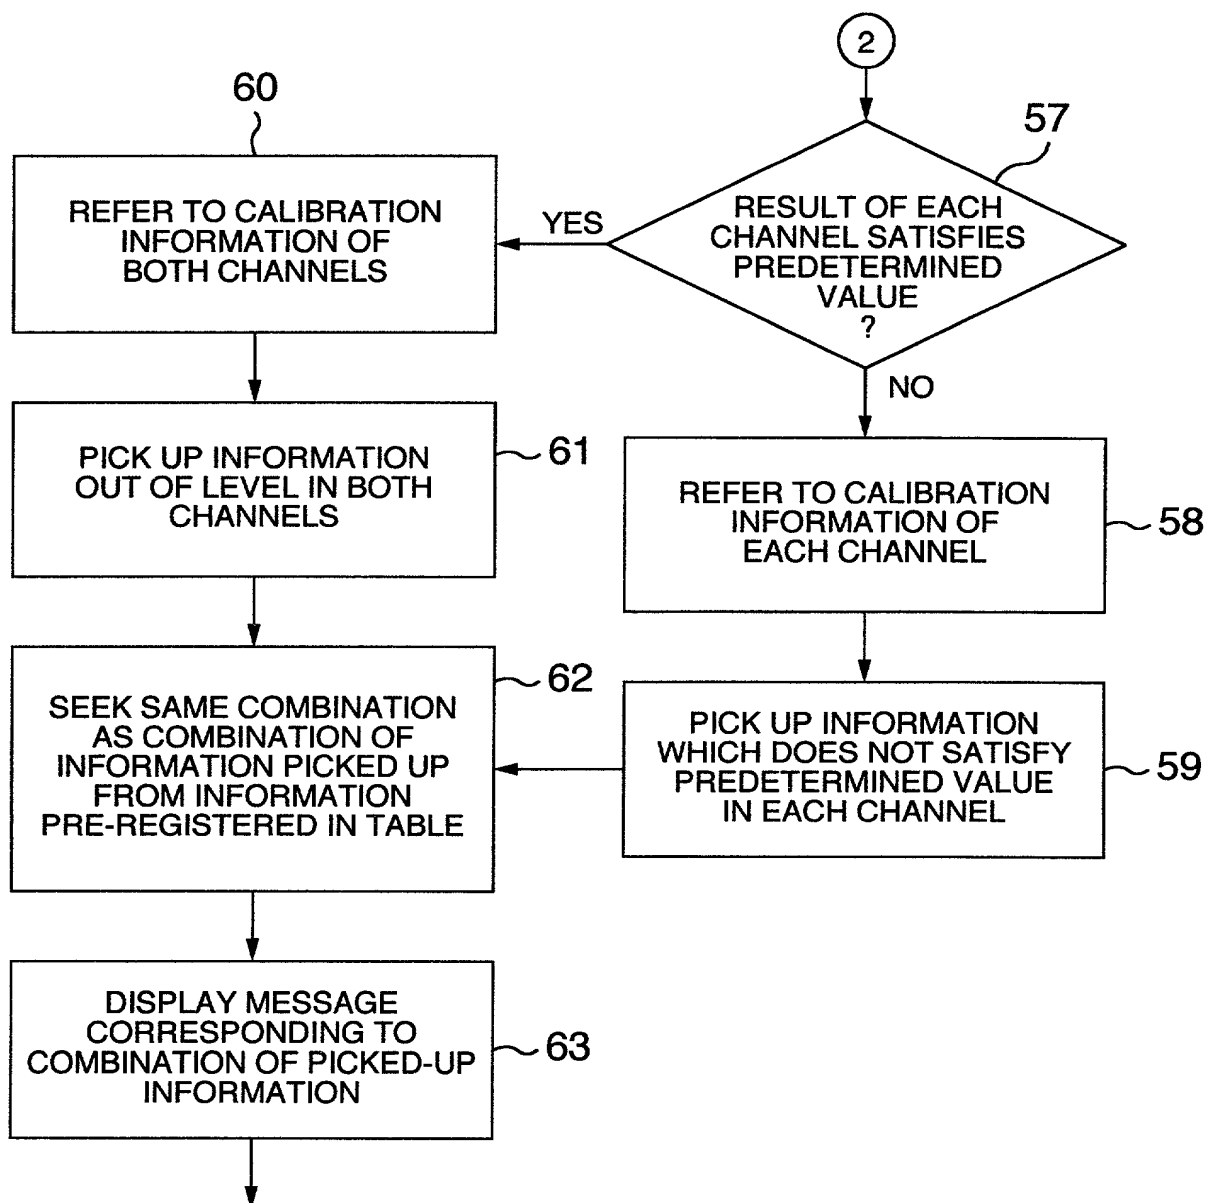 2
57
RESULT OF EACH
CHANNEL SATISFIES
PREDETERMINED
VALUE
?
YES
NO
60
REFER TO CALIBRATION
INFORMATION OF
BOTH CHANNELS
PICK UP INFORMATION
OUT OF LEVEL IN BOTH
CHANNELS
61
REFER TO CALIBRATION
INFORMATION OF
EACH CHANNEL
58
SEEK SAME COMBINATION
AS COMBINATION OF
INFORMATION PICKED UP
FROM INFORMATION
PRE-REGISTERED IN TABLE
62
PICK UP INFORMATION
WHICH DOES NOT SATISFY
PREDETERMINED VALUE
IN EACH CHANNEL
59
DISPLAY MESSAGE
CORRESPONDING TO
COMBINATION OF PICKED-UP
INFORMATION
63